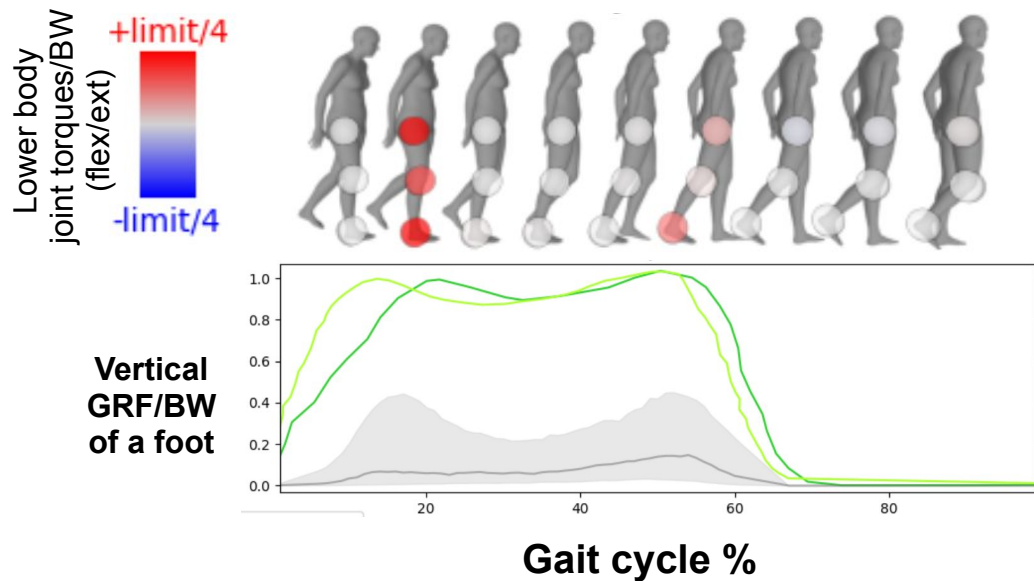 +limit/4
Lower body
joint torques/BW
(flex/ext)
-limit/4
1.0
0.8
0.6
0.4
0.2
0.0
Vertical
GRF/BW
of a foot
20
40
60
80
Gait cycle %